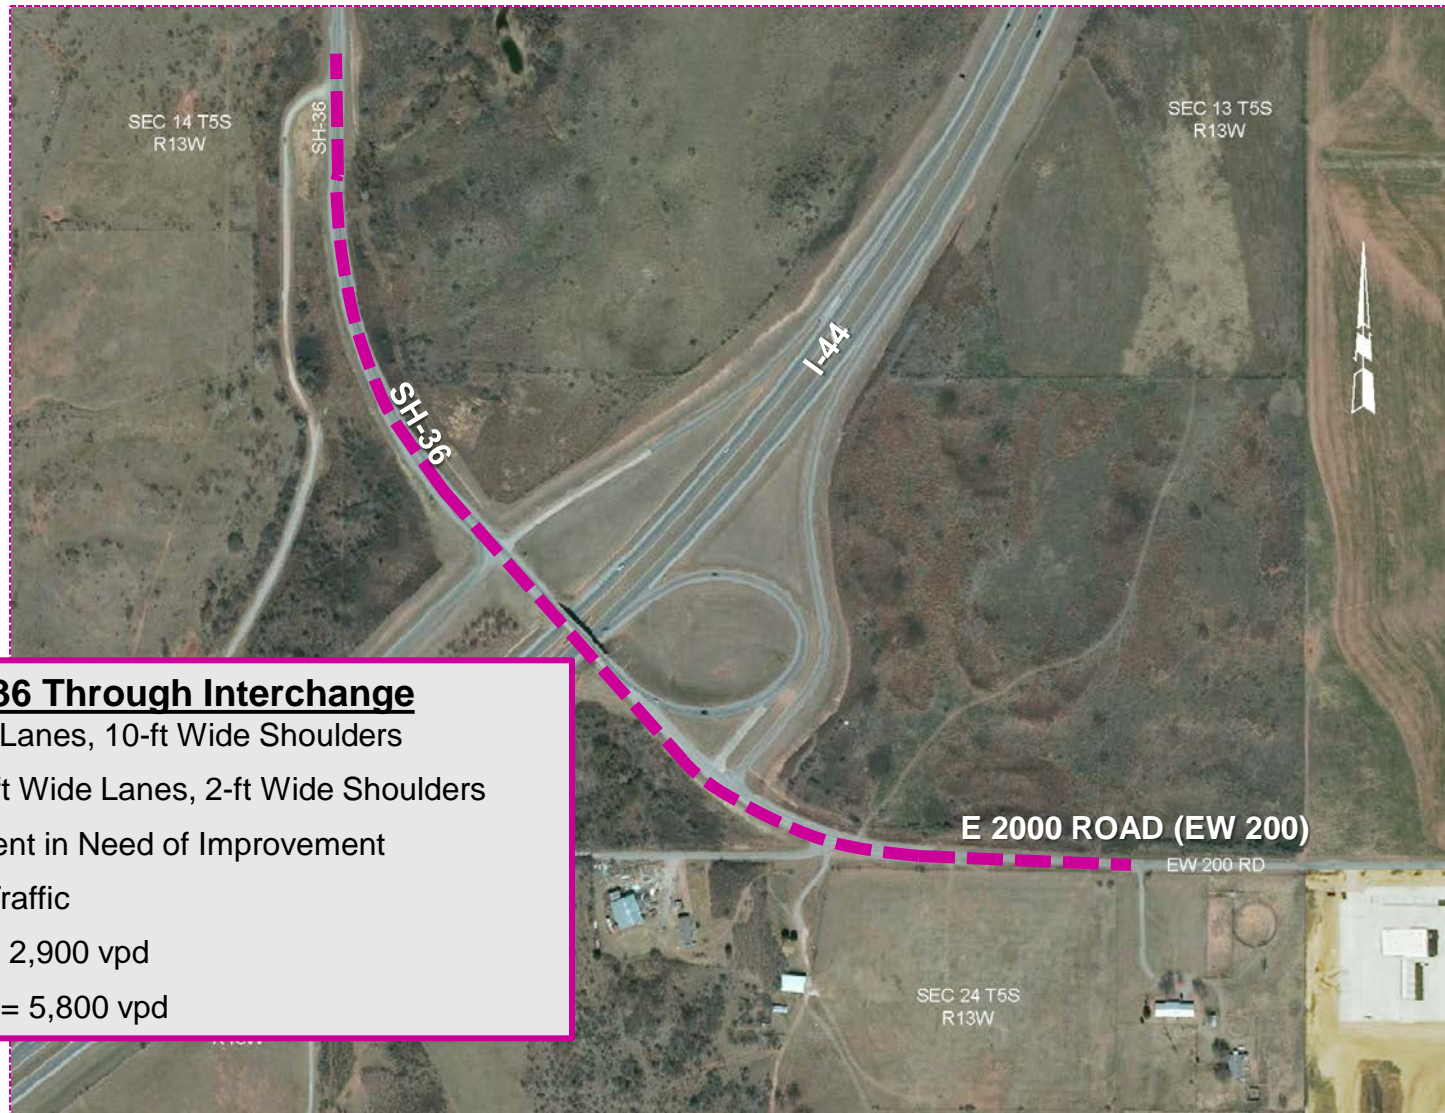 SEC 14 T5S
R13W
SH-36
SEC 13 T5S
R13W
I-44
SH-36
36 Through Interchange
Lanes, 10-ft Wide Shoulders
ft Wide Lanes, 2-ft Wide Shoulders
ent in Need of Improvement
Traffic
2,900 vpd
= 5,800 vpd
E 2000 ROAD (EW 200)
EW 200 RD
SEC 24 T5S
R13W